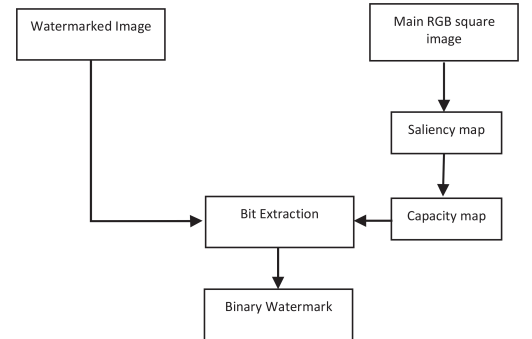 Watermarked Image
Main RGB square
image
Saliency map
Bit Extraction
Capacity map
Binary Watermark